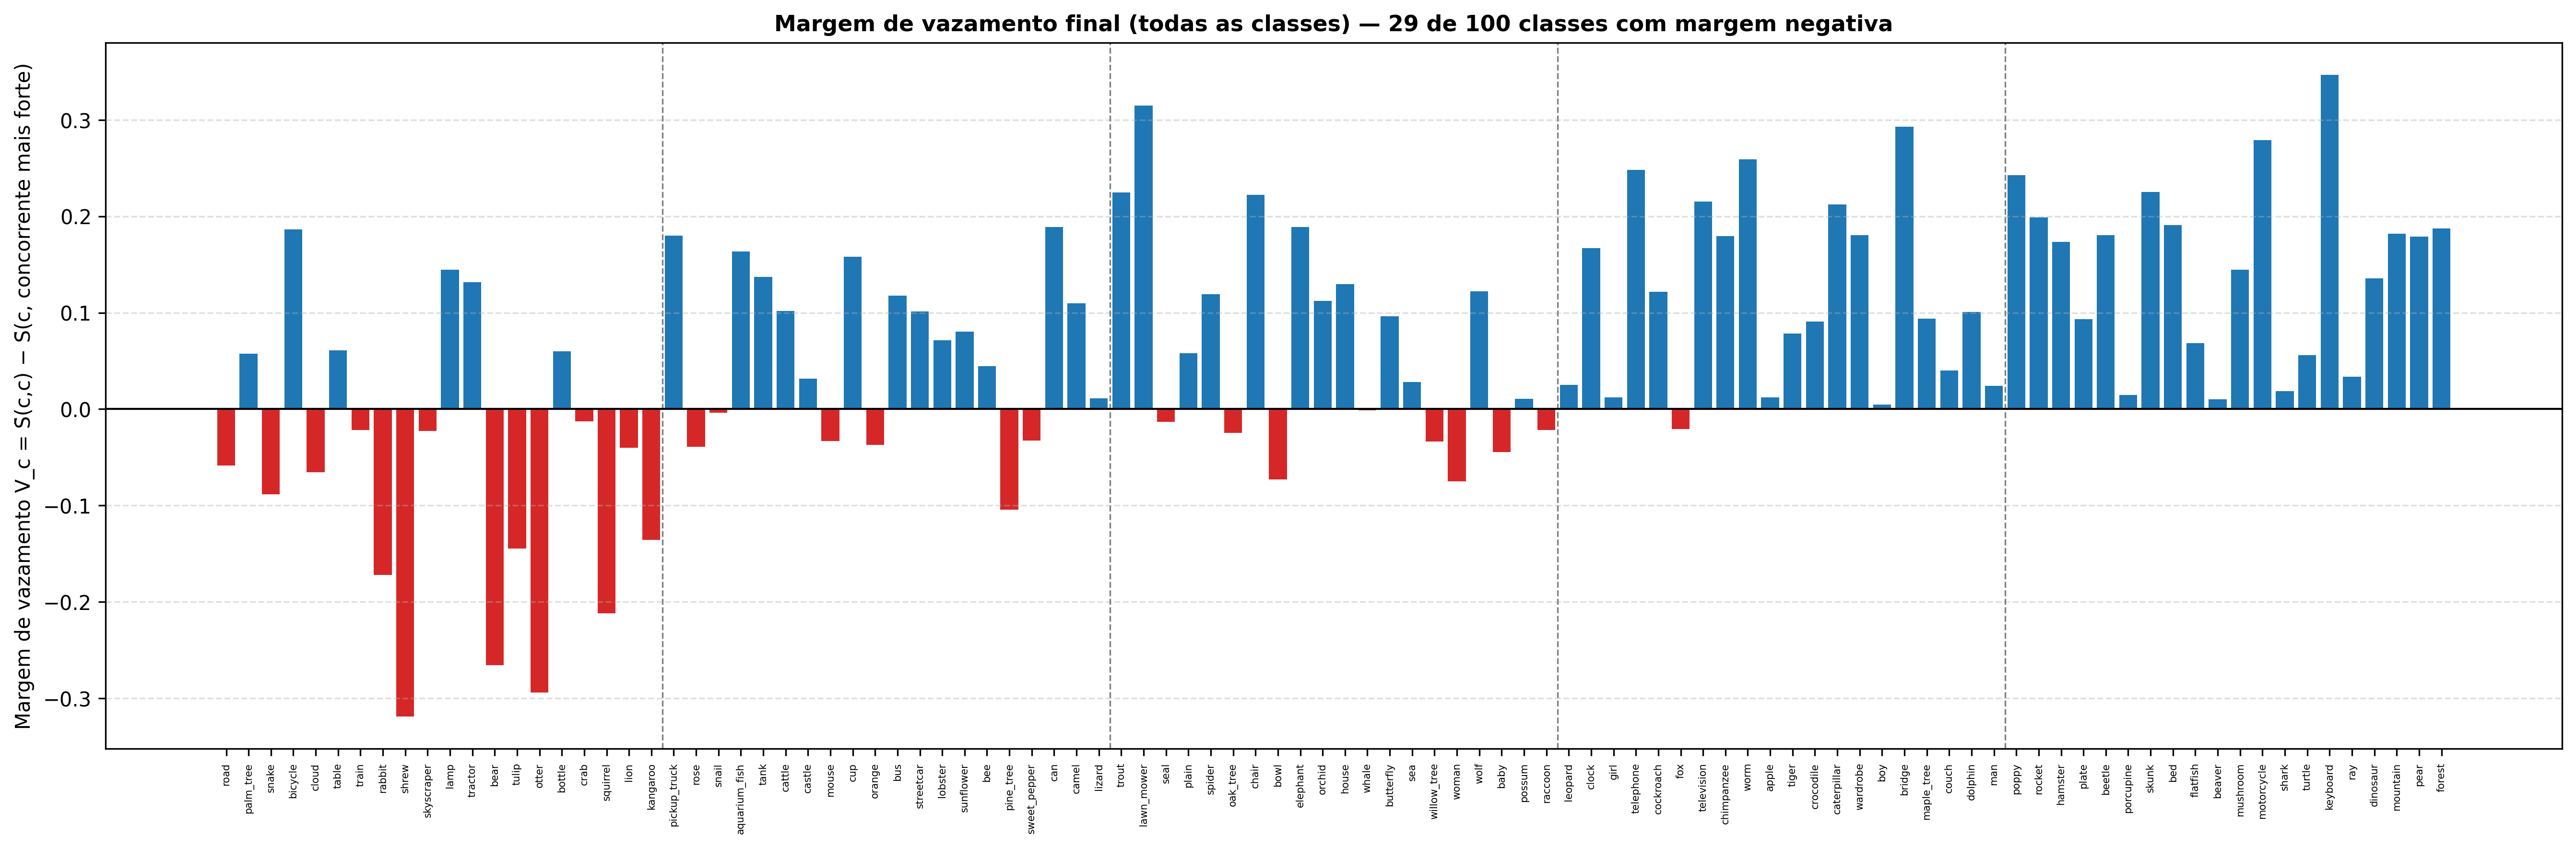 Margem de vazamento final (todas as classes) — 29 de 100 classes com margem negativa
Margem de vazamento V_c = S(c,c) − S(c, concorrente mais forte)
0.3
0.2
0.1
0.0
−0.1
−0.2
−0.3
road
palm_tree
snake
bicycle
cloud
table
train
rabbit
shrew
skyscraper
lamp
tractor
bear
tulip
otter
bottle
crab
squirrel
lion
kangaroo
pickup_truck
rose
snail
aquarium_fish
tank
cattle
castle
mouse
cup
orange
bus
streetcar
lobster
sunflower
bee
pine_tree
sweet_pepper
can
camel
lizard
trout
lawn_mower
seal
plain
spider
oak_tree
chair
bowl
elephant
orchid
house
whale
butterfly
sea
willow_tree
woman
wolf
baby
possum
raccoon
leopard
clock
girl
telephone
cockroach
fox
television
chimpanzee
worm
apple
tiger
crocodile
caterpillar
wardrobe
boy
bridge
maple_tree
couch
dolphin
man
poppy
rocket
hamster
plate
beetle
porcupine
skunk
bed
flatfish
beaver
mushroom
motorcycle
shark
turtle
keyboard
ray
dinosaur
mountain
pear
forest